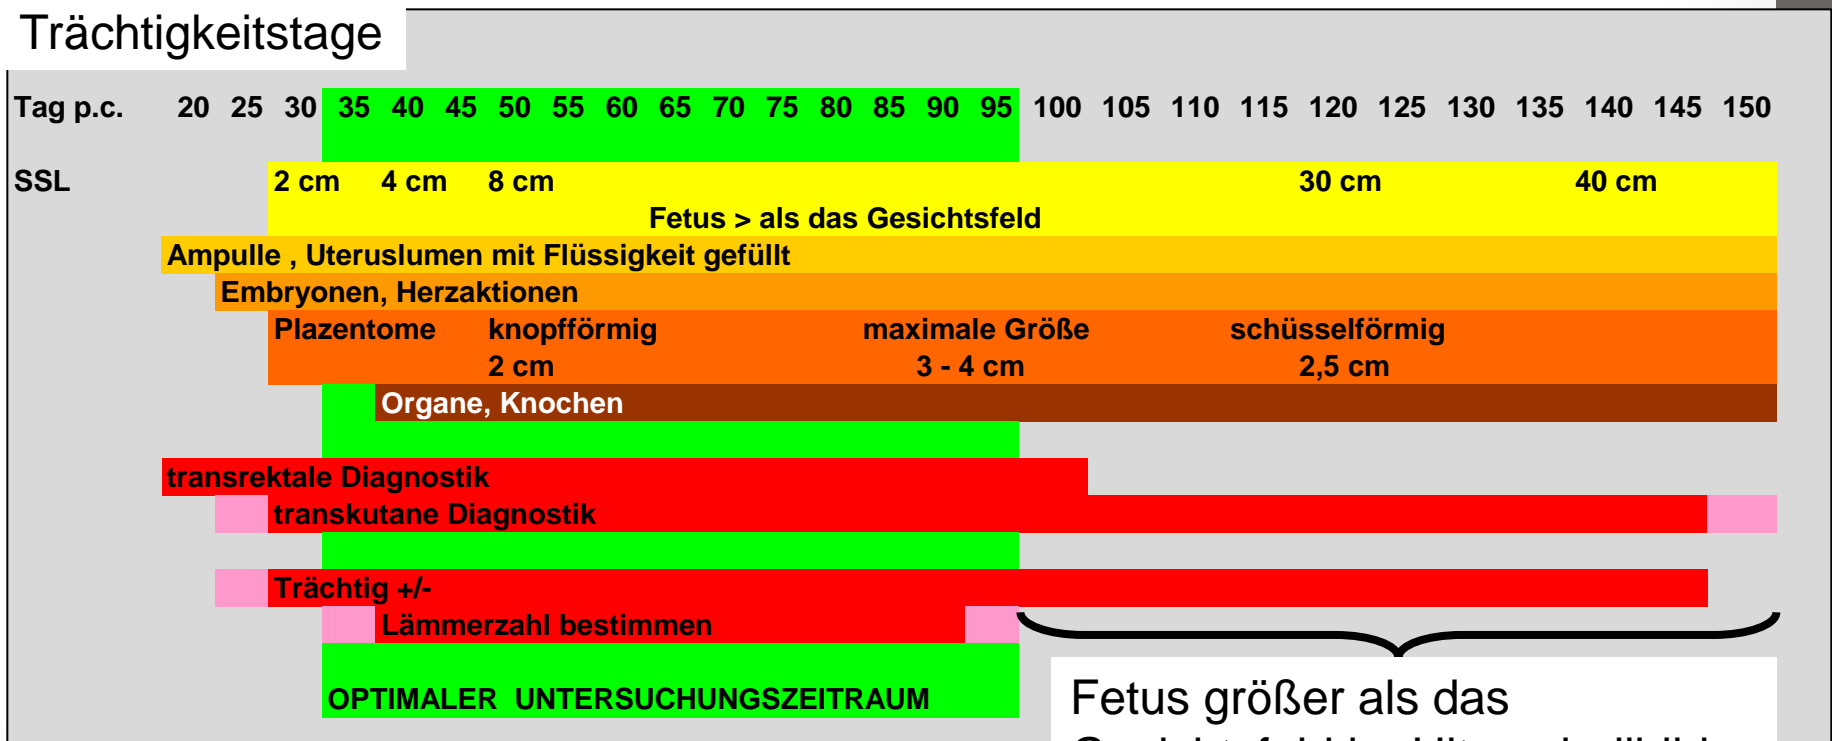 Trächtigkeitstage
Tag p.c. 20 25 30 35 40 45 50 55 60 65 70 75 80 85 90 95 100 105 110 115 120 125 130 135 140 145 150
SSL 2 cm 4 cm 8 cm 30 cm 40 cm
Fetus > als das Gesichtsfeld
Ampulle , Uteruslumen mit Flüssigkeit gefüllt
Embryonen, Herzaktionen
Plazentome knopfförmig maximale Größe schüsselförmig
2 cm 3 - 4 cm 2,5 cm
Organe, Knochen
transrektale Diagnostik
transkutane Diagnostik
Trächtig +/-
Lämmerzahl bestimmen
OPTIMALER UNTERSUCHUNGSZEITRAUM
Fetus größer als das